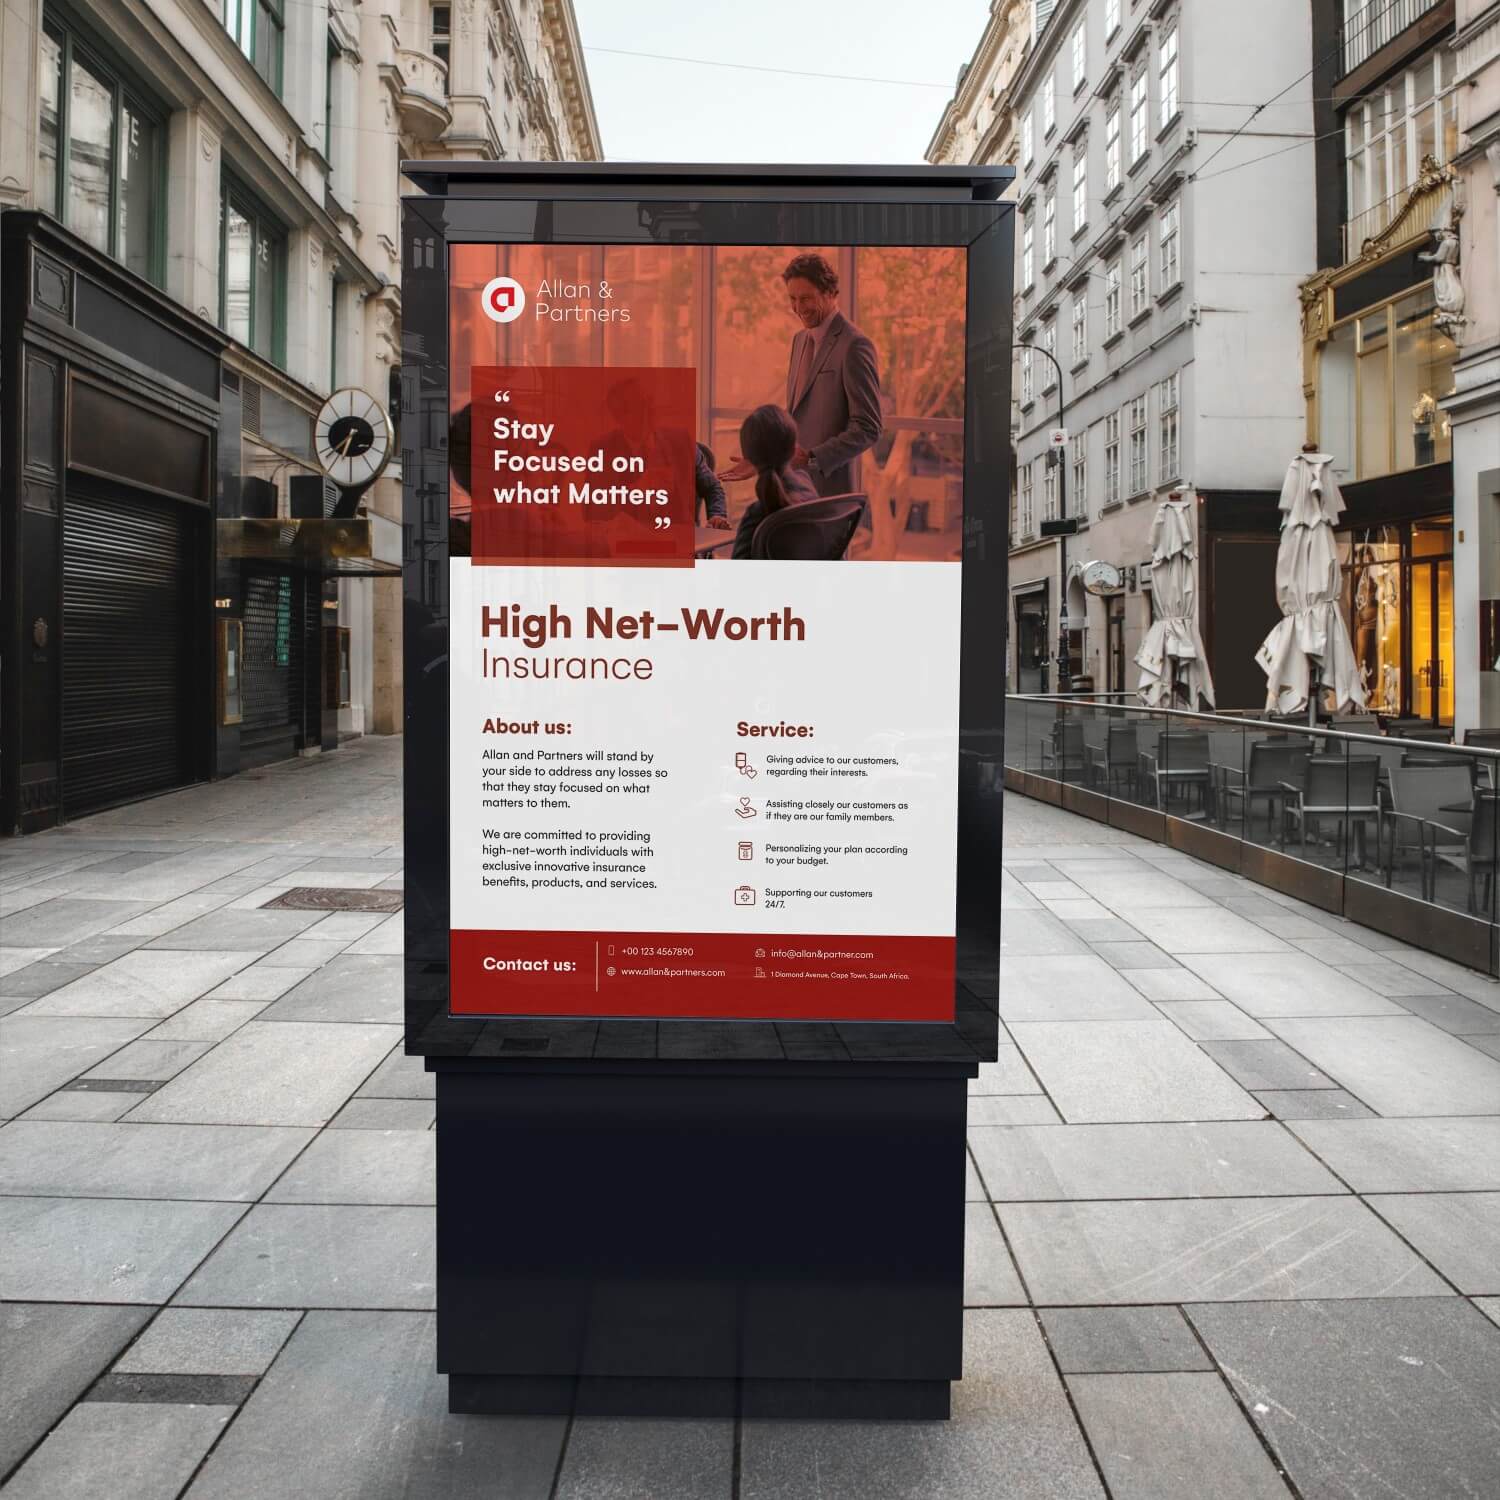 Allan &
Partners
“
Stay
Focused on
what Matters
”
High Net-Worth
Insurance
About us:
Allan and Partners will stand by
your side to address any losses so
that they stay focused on what
matters to them.
We are committed to providing
high-net-worth individuals with
exclusive innovative insurance
benefits, products, and services.
Service:
Giving advice to our customers,
regarding their interests.
Assisting closely our customers as
if they are our family members.
Personalizing your plan according
to your budget.
Supporting our customers
24/7.
Contact us:
+00 123 4567890
www.allan&partners.com
info@allan&partner.com
1 Diamond Avenue, Cape Town, South Africa.